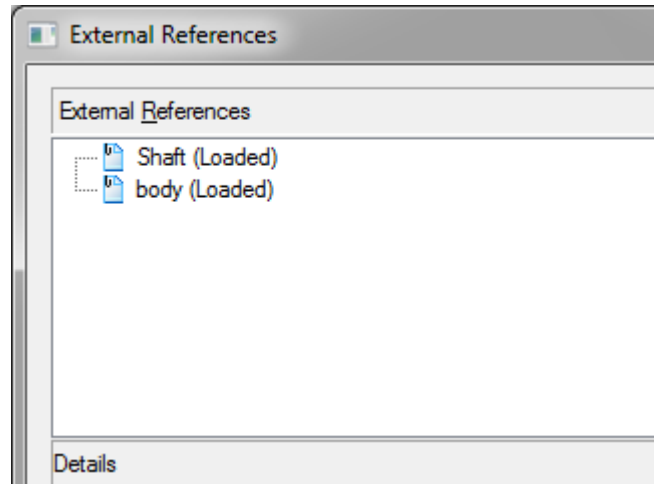 External References
External References
Shaft (Loaded)
body (Loaded)
Details